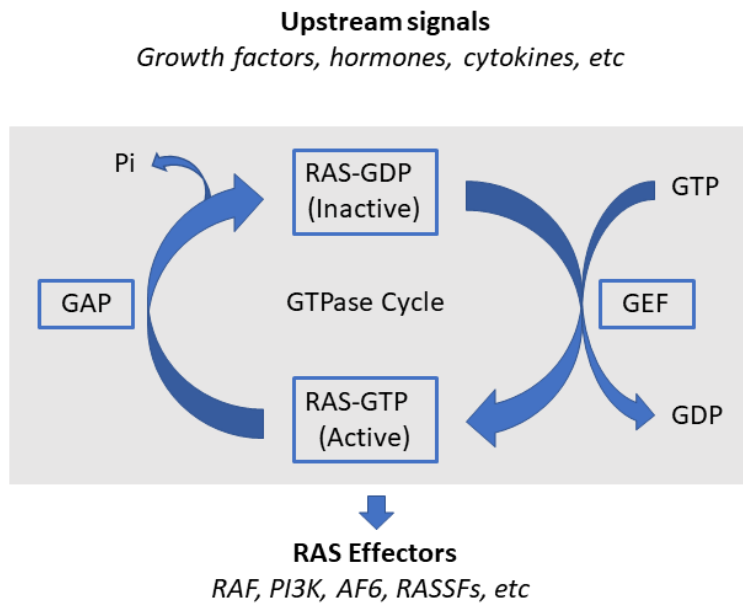 Upstream signals
Growth factors, hormones, cytokines, etc
Pi
RAS-GDP
(Inactive)
GTP
GAP
GTPase Cycle
GEF
RAS-GTP
(Active)
GDP
RAS Effectors
RAF, PI3K, AF6, RASSFs, etc